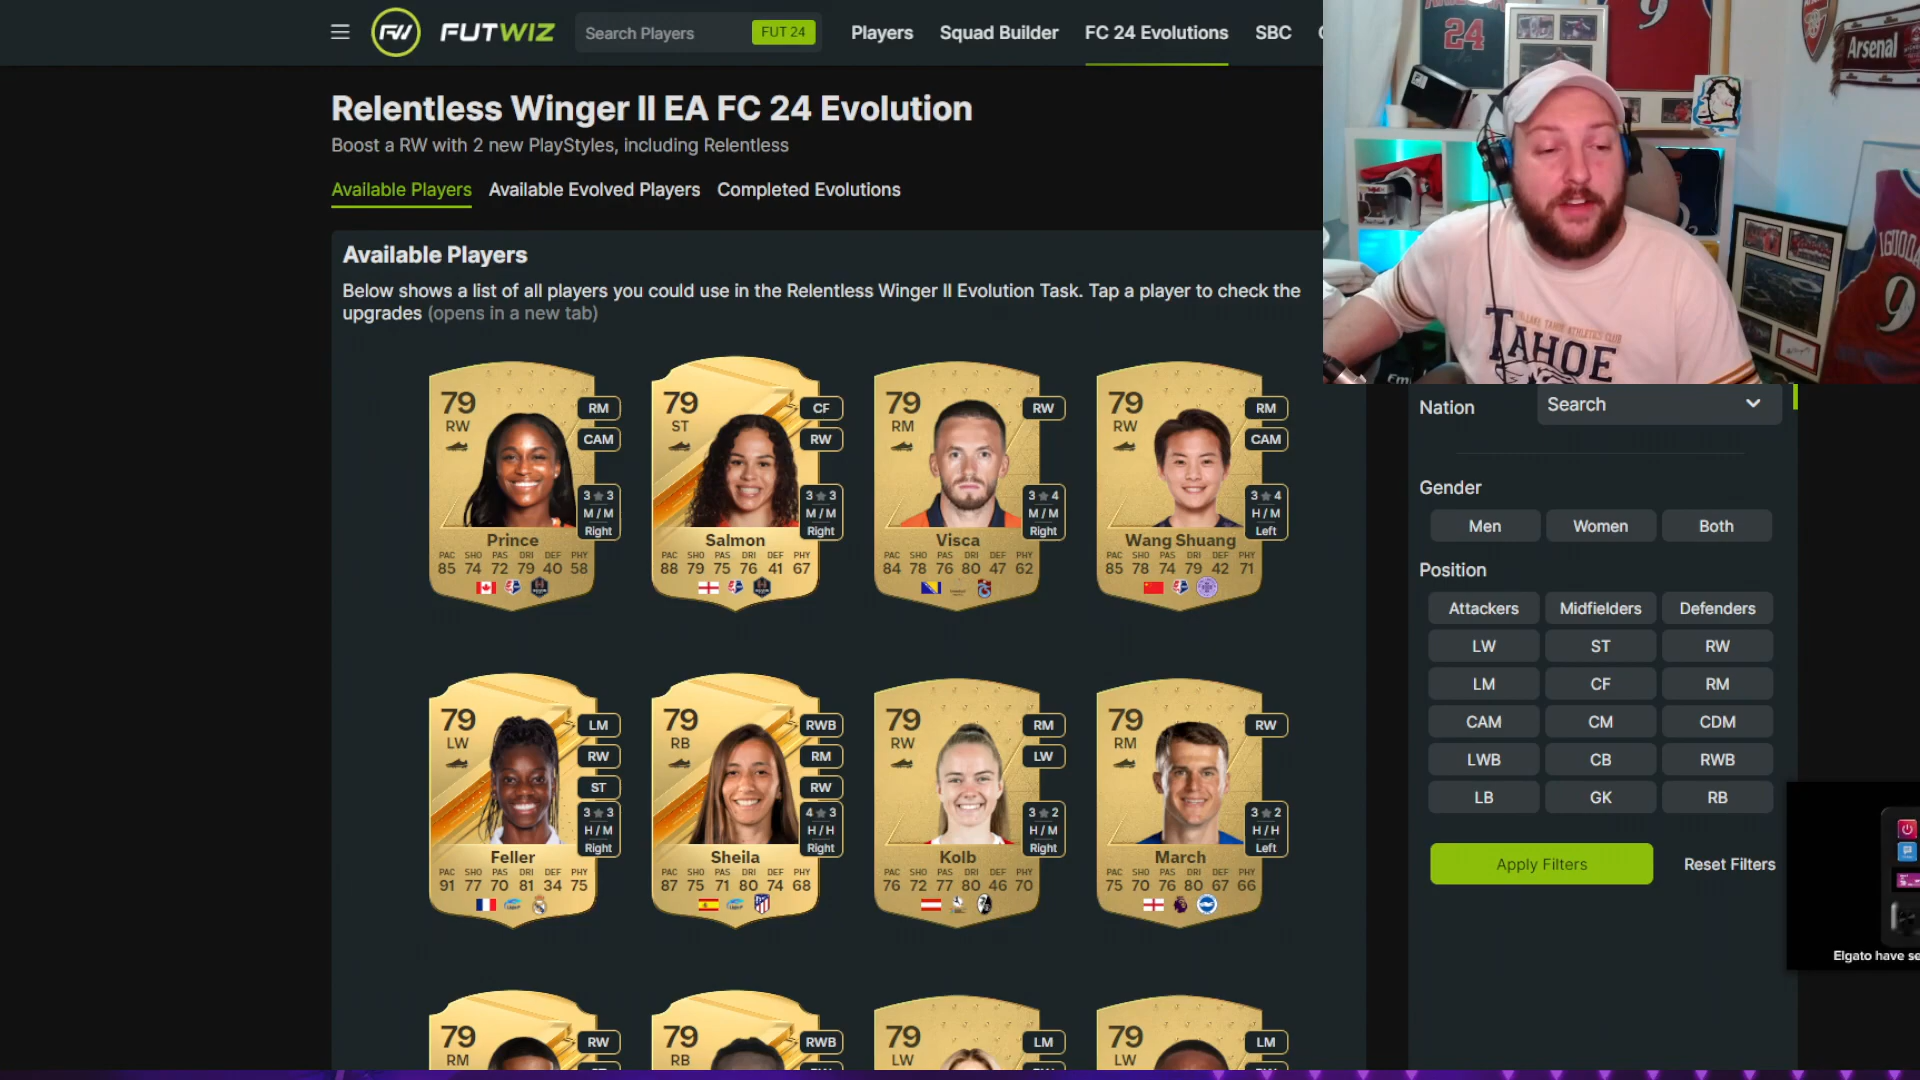 FUTWIZ
Search Players
FUT 24
Players
Squad Builder
FC 24 Evolutions
SBC
Relentless Winger II EA FC 24 Evolution
Boost a RW with 2 new PlayStyles, including Relentless
Available Players
Available Evolved Players
Completed Evolutions
Available Players
Below shows a list of all players you could use in the Relentless Winger II Evolution Task. Tap a player to check the
upgrades (opens in a new tab)
79
RW
RM
CAM
3 ★ 3
M / M
Right
Prince
PAC SHO PAS DRI DEF PHY
85 74 72 79 40 58
79
ST
CF
RW
3 ★ 3
M / M
Right
Salmon
PAC SHO PAS DRI DEF PHY
88 79 75 76 41 67
79
RM
RW
3 ★ 4
M / M
Right
Visca
PAC SHO PAS DRI DEF PHY
84 78 76 80 47 62
79
RW
RM
CAM
3 ★ 4
H / M
Left
Wang Shuang
PAC SHO PAS DRI DEF PHY
85 78 74 79 42 71
79
LW
LM
RW
ST
3 ★ 3
H / M
Right
Feller
PAC SHO PAS DRI DEF PHY
91 77 70 81 34 75
79
RB
RWB
RM
RW
4 ★ 3
H / H
Right
Sheila
PAC SHO PAS DRI DEF PHY
87 75 71 80 74 68
79
RW
RM
LW
3 ★ 2
H / M
Right
Kolb
PAC SHO PAS DRI DEF PHY
76 72 77 80 46 70
79
RM
RW
3 ★ 2
H / H
Left
March
PAC SHO PAS DRI DEF PHY
75 70 76 80 67 66
79
RM
RW
79
RB
RWB
79
LW
LM
79
LW
LM
24
9
Arsenal
IGUODA
9
TAHOE ATHLETICS CLUB
TAHOE
Nation
Search
Gender
Men
Women
Both
Position
Attackers
Midfielders
Defenders
LW
ST
RW
LM
CF
RM
CAM
CM
CDM
LWB
CB
RWB
LB
GK
RB
Apply Filters
Reset Filters
Elgato have se